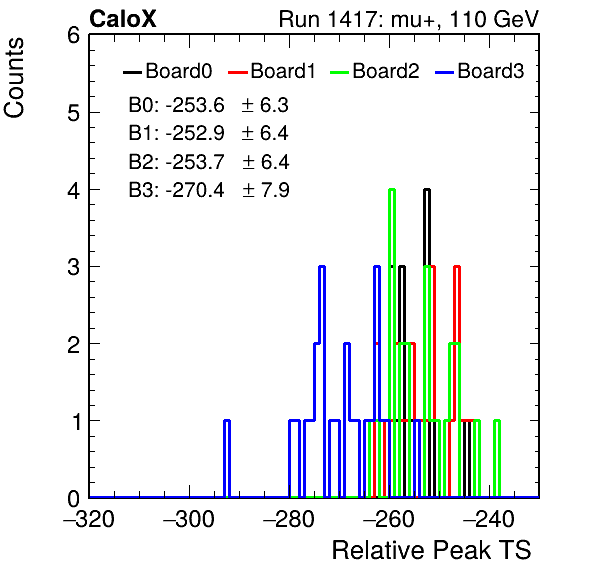 CaloX Run 1417: mu+, 110 GeV
Counts
Board0 Board1 Board2 Board3
B0: -253.6 ± 6.3
B1: -252.9 ± 6.4
B2: -253.7 ± 6.4
B3: -270.4 ± 7.9
6
5
4
3
2
1
0
−320 −300 −280 −260 −240
Relative Peak TS